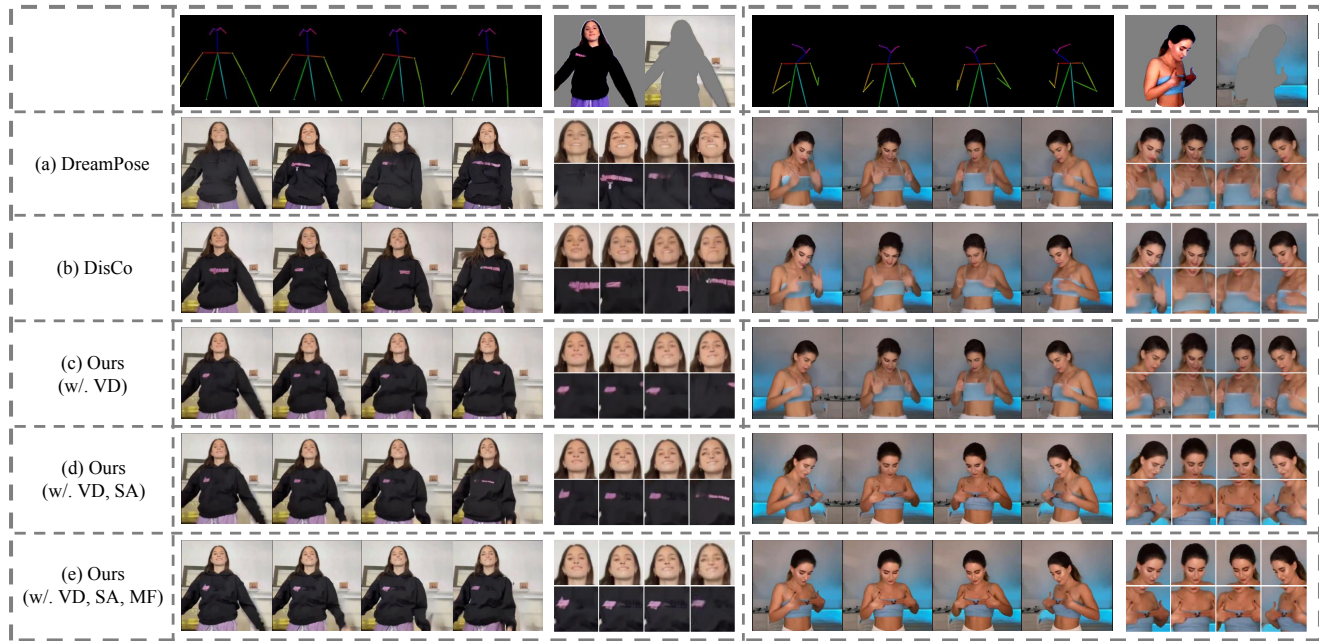 (a) DreamPose
(b) DisCo
(c) Ours
(w/. VD)
(d) Ours
(w/. VD, SA)
(e) Ours
(w/. VD, SA, MF)